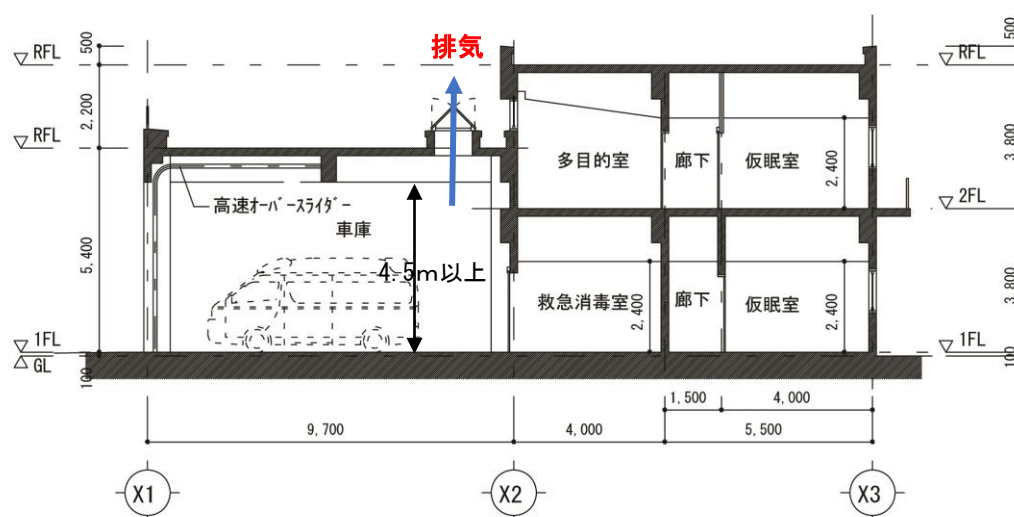 排気
500
RFL
2,200
RFL
5,400
1FL
GL
100
高速オーバースライダー
車庫
4.5m以上
多目的室
廊下
仮眠室
2,400
救急消毒室
2,400
廊下
仮眠室
2,400
500
RFL
3,800
2FL
3,800
1FL
100
1,500
4,000
9,700
4,000
5,500
X1
X2
X3